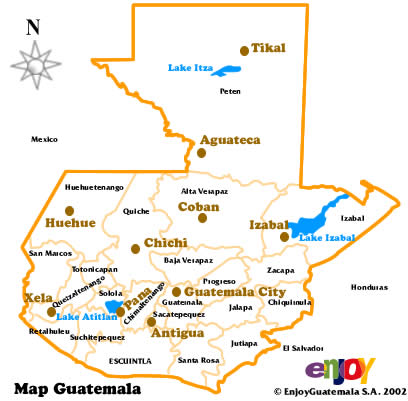 N
Tikal
Lake Itza
Peten
Mexico
Aguateca
Huehuetenango
Alta Verapaz
Quiche
Coban
Huehue
Izabal
Izabal
Lake Izabal
Chichi
San Marcos
Baja Verapaz
Totonicapan
Zacapa
Quezaltenango
Progreso
Honduras
Solola
Pana
Chimaltenango
Guatemala City
Xela
Guatemala
Chiquimula
Lake Atitlan
Sacatepequez
Jalapa
Retalhuleu
Antigua
Suchitepequez
Jutiapa
El Salvador
ESCUINTLA
Santa Rosa
enjoy
Map Guatemala
© EnjoyGuatemala S.A. 2002